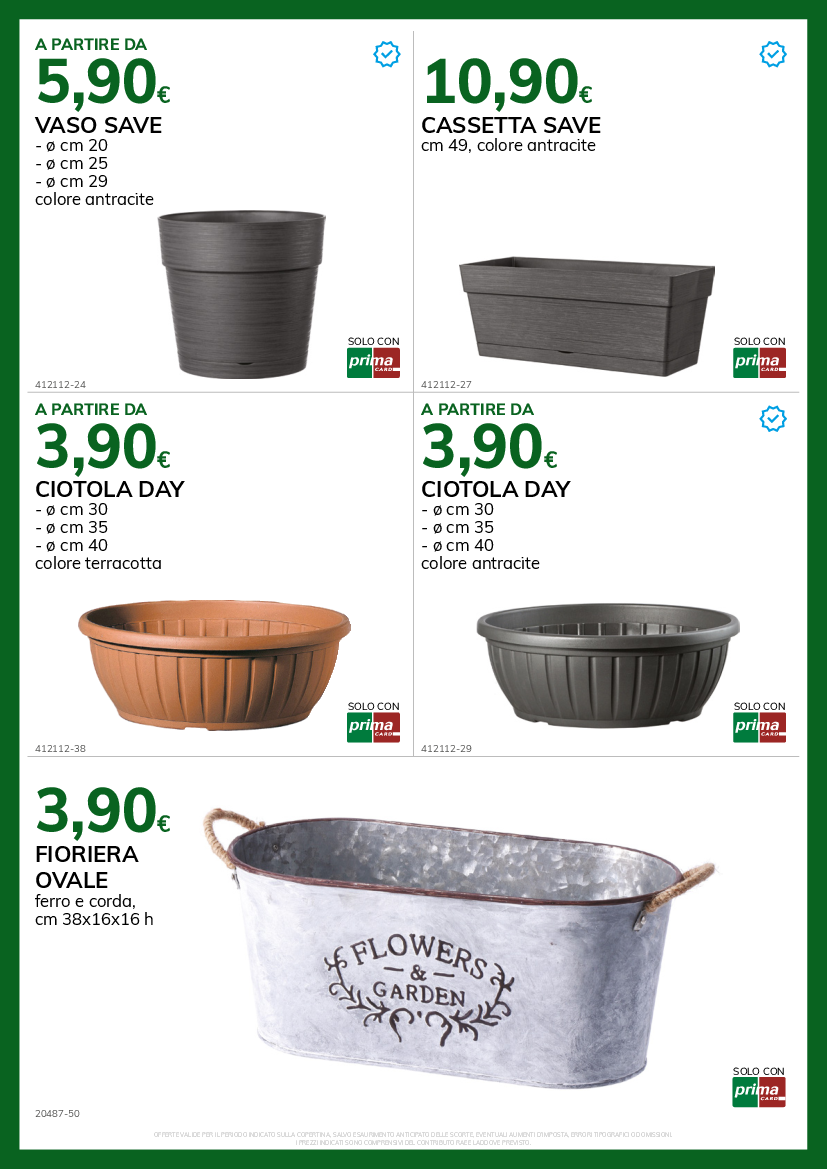 A PARTIRE DA
5,90€
VASO SAVE
- ø cm 20
- ø cm 25
- ø cm 29
colore antracite
SOLO CON
prima
CARD
412112-24
10,90€
CASSETTA SAVE
cm 49, colore antracite
SOLO CON
prima
CARD
412112-27
A PARTIRE DA
3,90€
CIOTOLA DAY
- ø cm 30
- ø cm 35
- ø cm 40
colore terracotta
SOLO CON
prima
CARD
412112-38
A PARTIRE DA
3,90€
CIOTOLA DAY
- ø cm 30
- ø cm 35
- ø cm 40
colore antracite
SOLO CON
prima
CARD
412112-29
3,90€
FIORIERA
OVALE
ferro e corda,
cm 38x16x16 h
FLOWERS
&
GARDEN
SOLO CON
prima
CARD
20487-50
OFFERTE VALIDE PER IL PERIODO INDICATO SULLA COPERTINA, SALVO ESAURIMENTO ANTICIPATO DELLE SCORTE, EVENTUALI AUMENTI D'IMPOSTA, ERRORI TIPOGRAFICI OD OMISSIONI.
I PREZZI INDICATI SONO COMPRENSIVI DEL CONTRIBUTO RAEE LADDOVE PREVISTO.